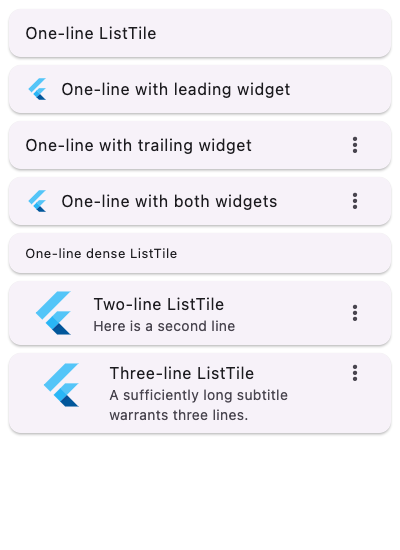 One-line ListTile
One-line with leading widget
One-line with trailing widget
One-line with both widgets
One-line dense ListTile
Two-line ListTile
Here is a second line
Three-line ListTile
A sufficiently long subtitle
warrants three lines.